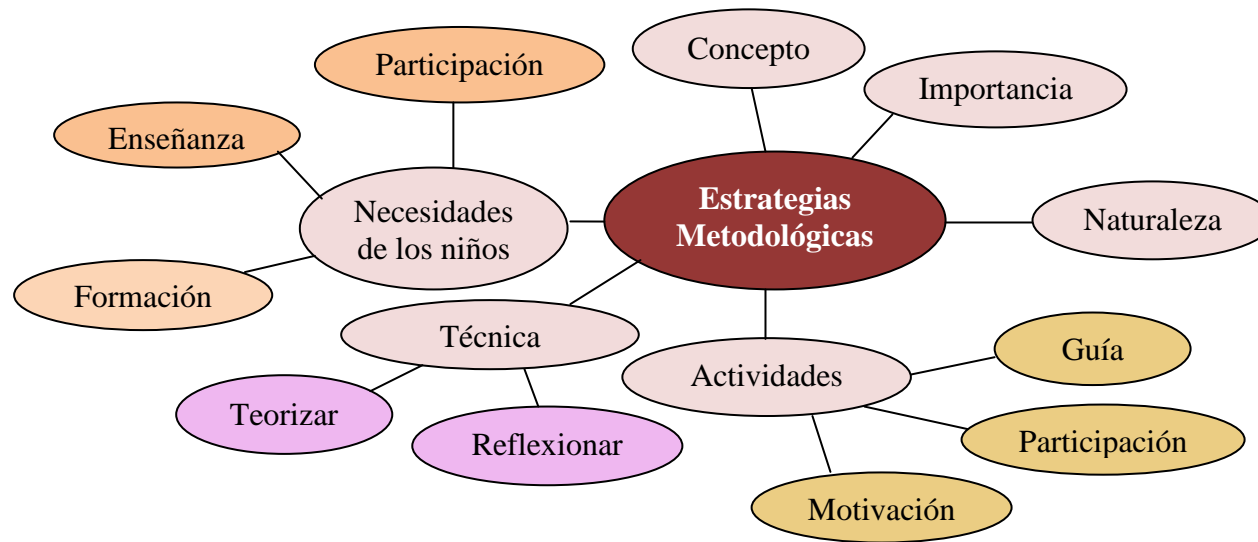 Concepto
Participación
Importancia
Enseñanza
Estrategias
Metodológicas
Necesidades
de los niños
Naturaleza
Formación
Técnica
Guía
Actividades
Teorizar
Reflexionar
Participación
Motivación